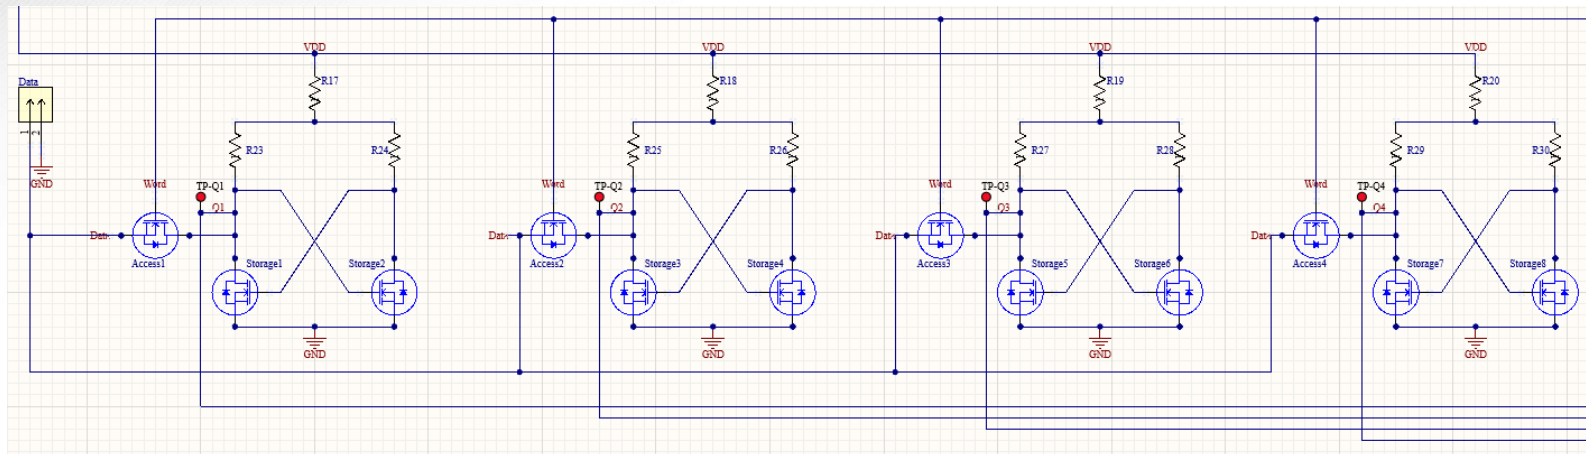 VDD
VDD
VDD
VDD
Data
R17
R18
R19
R20
1
2
R23
R24
R25
R26
R27
R28
R29
R30
GND
Word
TP-Q1
Word
TP-Q2
Word
TP-Q3
Word
TP-Q4
Q1
Q2
Q3
Q4
Data
Data
Data
Data
Access1
Storage1
Storage2
Access2
Storage3
Storage4
Access3
Storage5
Storage6
Access4
Storage7
Storage8
GND
GND
GND
GND